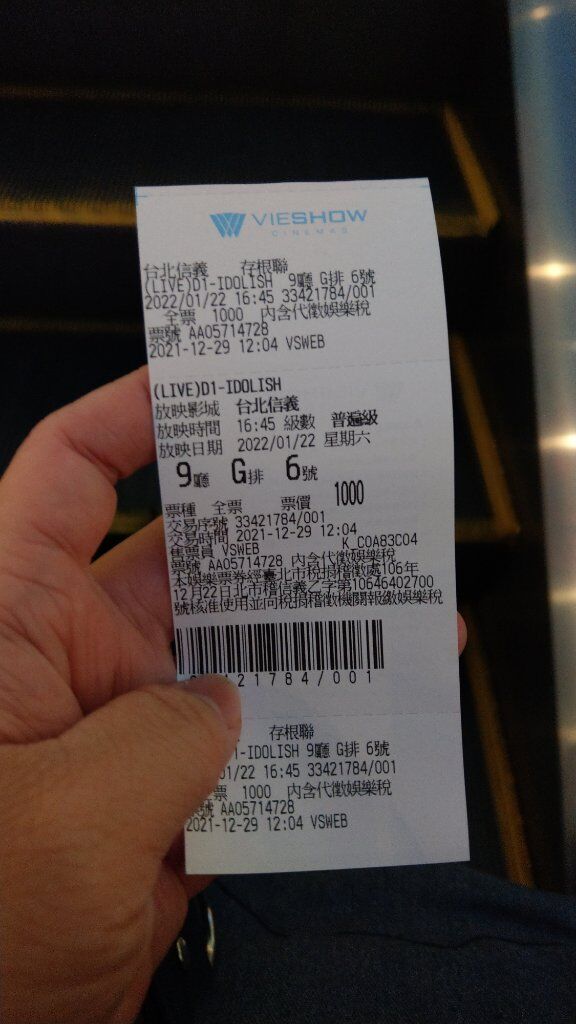 VIESHOW
CINEMAS
台北信義 存根聯
(LIVE)D1-IDOLISH 9廳 G排 6號
2022/01/22 16:45 33421784/001
全票 1000 內含代徵娛樂稅
票號 AA05714728
2021-12-29 12:04 VSWEB
(LIVE)D1-IDOLISH
放映影城 台北信義
放映時間 16:45 級數 普遍級
放映日期 2022/01/22 星期六
9廳 G排 6號
票種 全票 票價 1000
交易序號 33421784/001
交易時間 2021-12-29 12:04
售票員 VSWEB K_COA83C04
票號 AA05714728 內含代徵娛樂稅
本娛樂票券經臺北市稅捐稽徵處106年
12月22日北市稽信義/字第10646402700
號核准使用並向稅捐稽徵機關報繳娛樂稅
21784/001
存根聯
1-IDOLISH 9廳 G排 6號
01/22 16:45 33421784/001
票 1000 內含代徵娛樂稅
號 AA05714728
2021-12-29 12:04 VSWEB